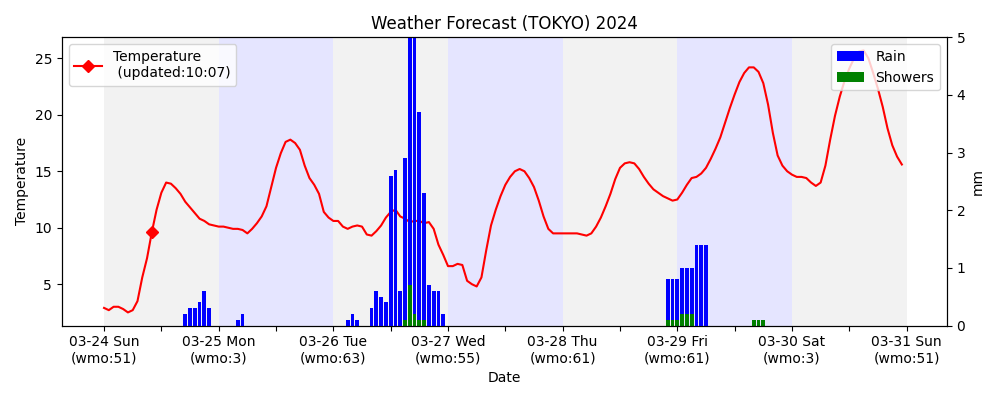 Weather Forecast (TOKYO) 2024
Temperature
(updated:10:07)
Rain
Showers
25
20
15
10
5
Temperature
5
4
3
2
1
0
mm
03-24 Sun
(wmo:51)
03-25 Mon
(wmo:3)
03-26 Tue
(wmo:63)
03-27 Wed
(wmo:55)
03-28 Thu
(wmo:61)
03-29 Fri
(wmo:61)
03-30 Sat
(wmo:3)
03-31 Sun
(wmo:51)
Date